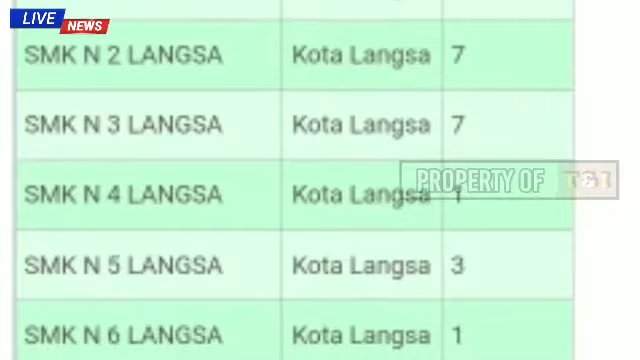 LIVE
NEWS
SMK N 2 LANGSA Kota Langsa 7
SMK N 3 LANGSA Kota Langsa 7
PROPERTY OF
SMK N 4 LANGSA Kota Langsa 1
SMK N 5 LANGSA Kota Langsa 3
SMK N 6 LANGSA Kota Langsa 1